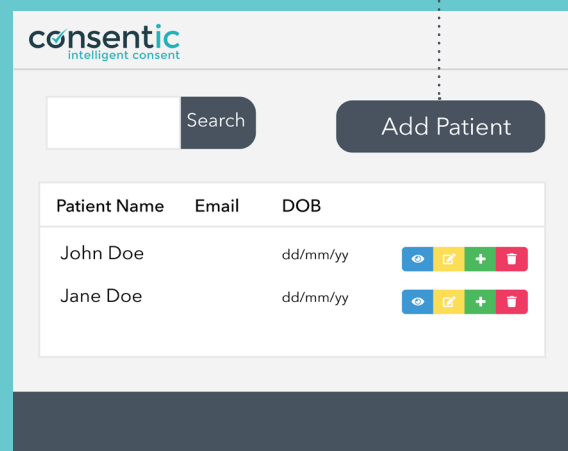 consentic
intelligent consent
Search
Add Patient
Patient Name Email DOB
John Doe dd/mm/yy
Jane Doe dd/mm/yy